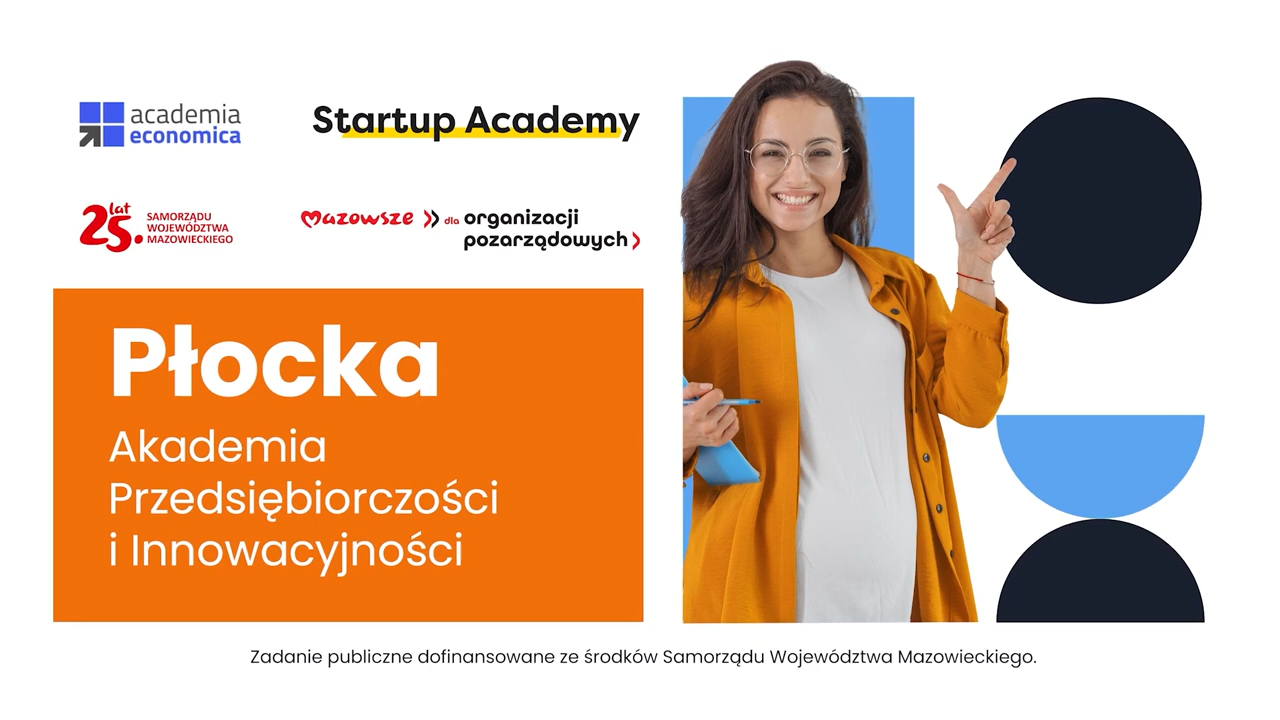 academia
economica
Startup Academy
25 lat.
SAMORZĄDU
WOJEWÓDZTWA
MAZOWIECKIEGO
mazowsze dla organizacji
pozarządowych
Płocka
Akademia
Przedsiębiorczości
i Innowacyjności
Zadanie publiczne dofinansowane ze środków Samorządu Województwa Mazowieckiego.